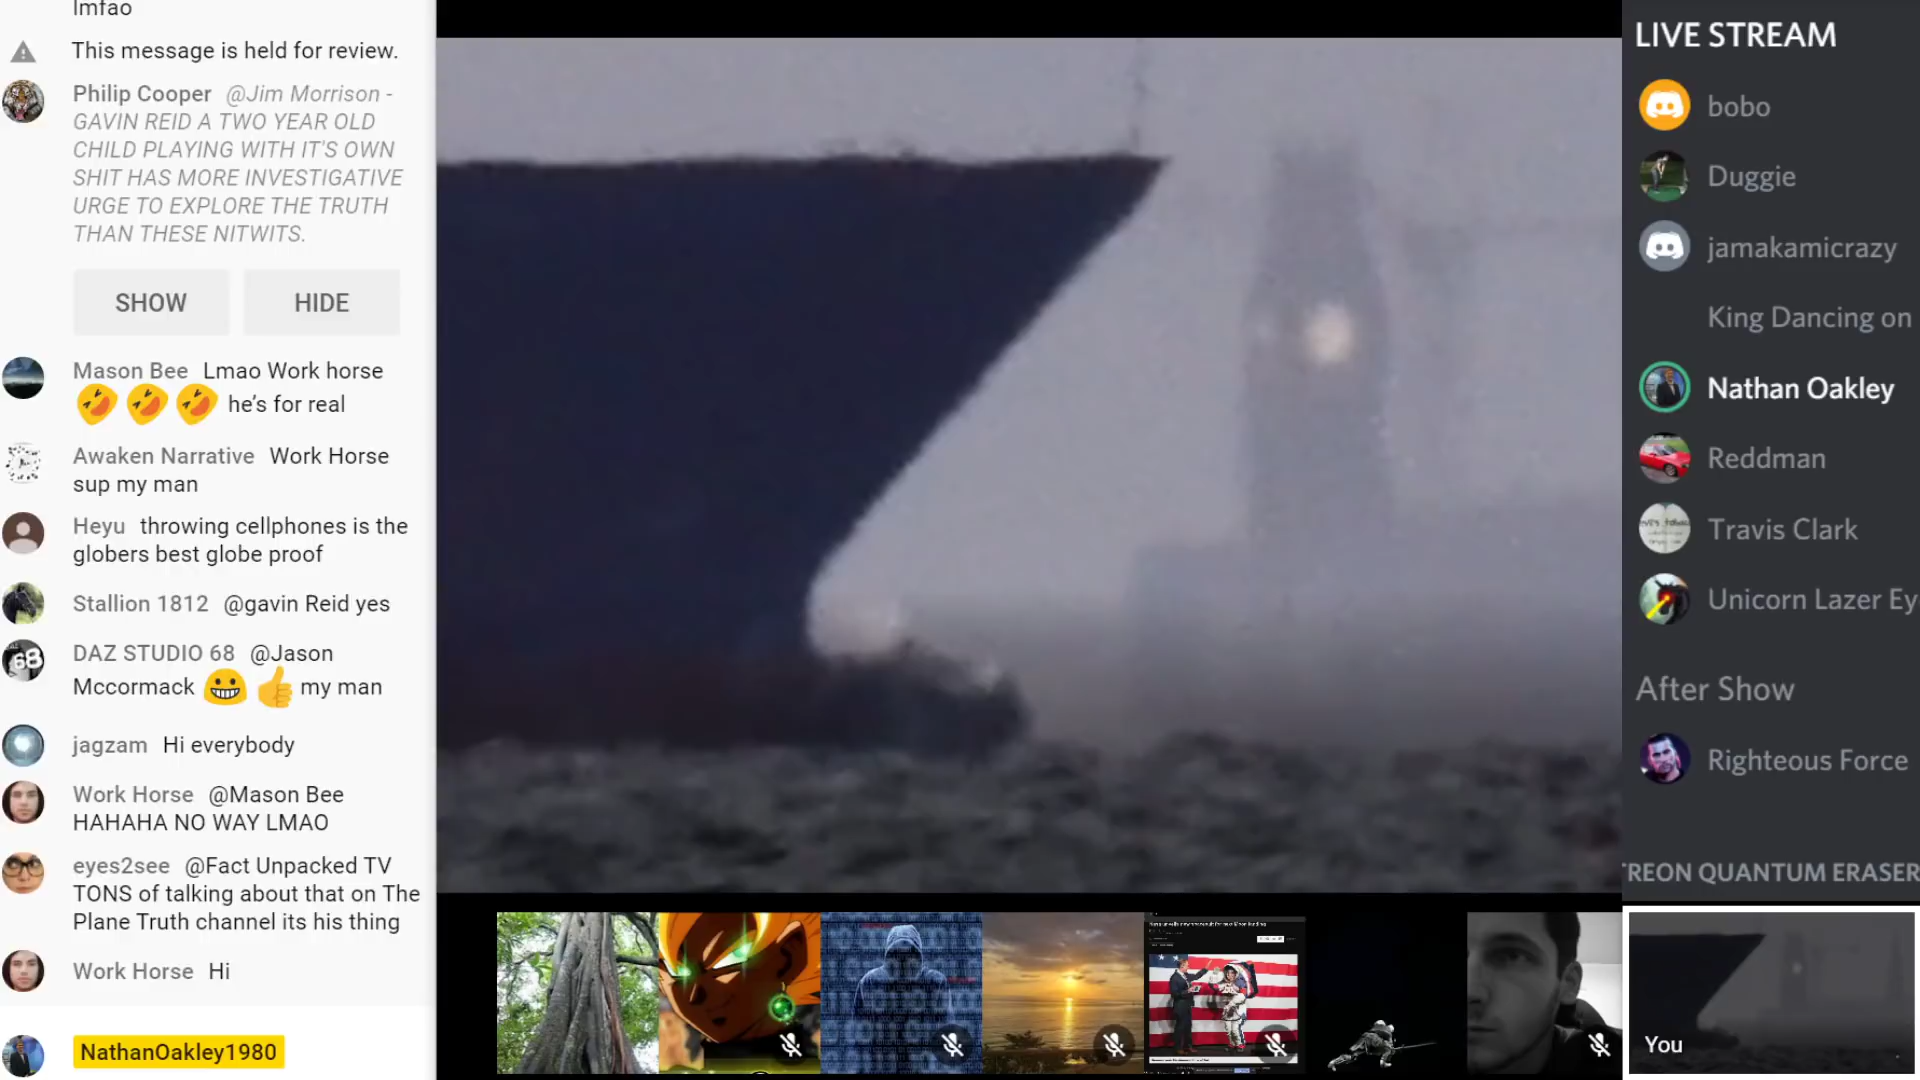 lmfao
This message is held for review.
Philip Cooper @Jim Morrison -
GAVIN REID A TWO YEAR OLD
CHILD PLAYING WITH IT'S OWN
SHIT HAS MORE INVESTIGATIVE
URGE TO EXPLORE THE TRUTH
THAN THESE NITWITS.
SHOW HIDE
Mason Bee Lmao Work horse
🤣 🤣 🤣 he's for real
Awaken Narrative Work Horse
sup my man
Heyu throwing cellphones is the
globers best globe proof
Stallion 1812 @gavin Reid yes
DAZ STUDIO 68 @Jason
Mccormack 😀 👍 my man
jagzam Hi everybody
Work Horse @Mason Bee
HAHAHA NO WAY LMAO
eyes2see @Fact Unpacked TV
TONS of talking about that on The
Plane Truth channel its his thing
Work Horse Hi
NathanOakley1980
68
LIVE STREAM
bobo
Duggie
jamakamicrazy
King Dancing on
Nathan Oakley
Reddman
Travis Clark
Unicorn Lazer Ey
After Show
Righteous Force
TREON QUANTUM ERASER
You